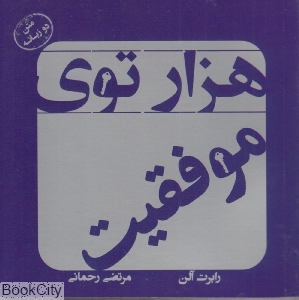 متن
دو زبانه
هزار توی
موفقیت
رابرت آلن
مرتضی رحمانی
BookCity